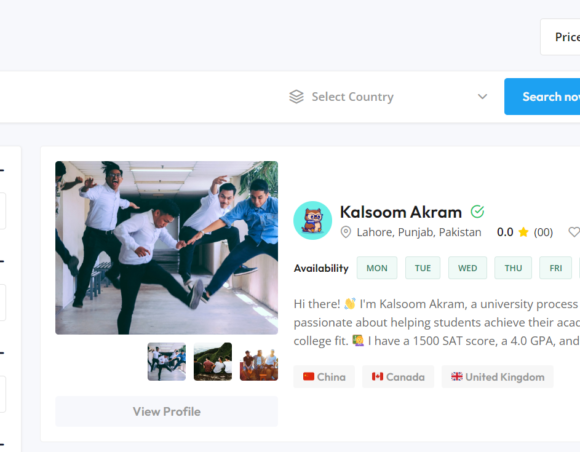 Price
Select Country
Search now
Kalsoom Akram
Lahore, Punjab, Pakistan 0.0 (00)
Availability MON TUE WED THU FRI
Hi there! 👋 I'm Kalsoom Akram, a university process
passionate about helping students achieve their
college fit. 🙋 I have a 1500 SAT score, a 4.0 GPA, and
China Canada United Kingdom
View Profile